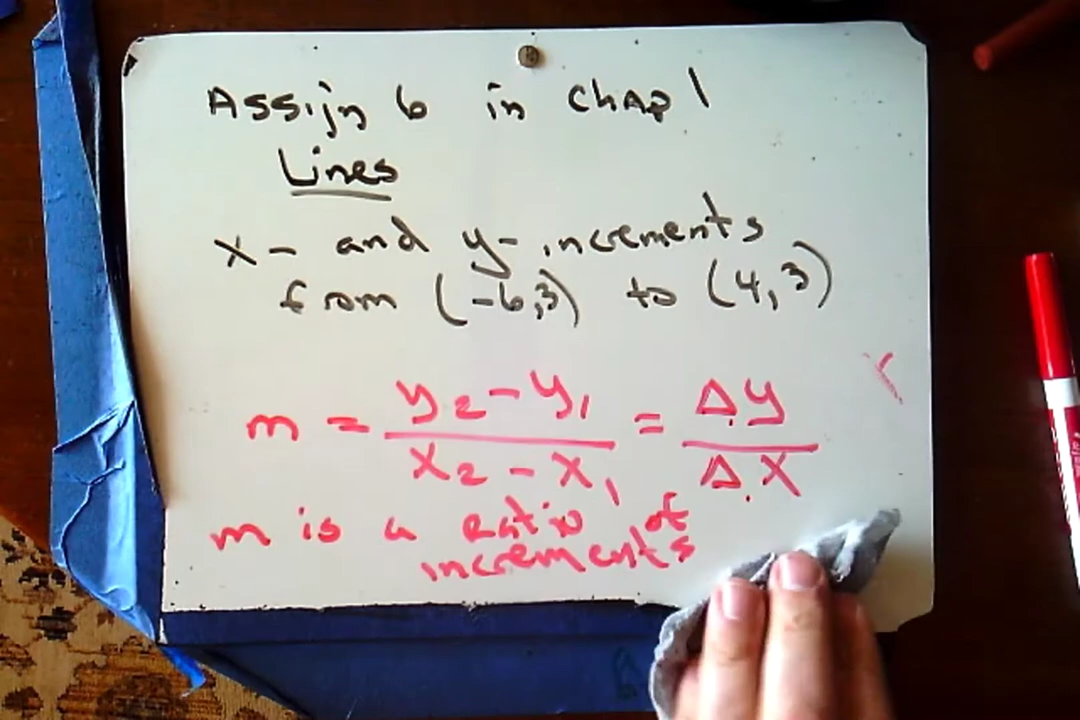 Assign 6 in Chap 1
Lines
x- and y- increments
from (-6,3) to (4,3)
m = y₂-y₁ / x₂-x₁ = Δy / Δx
m is a ratio of
increments